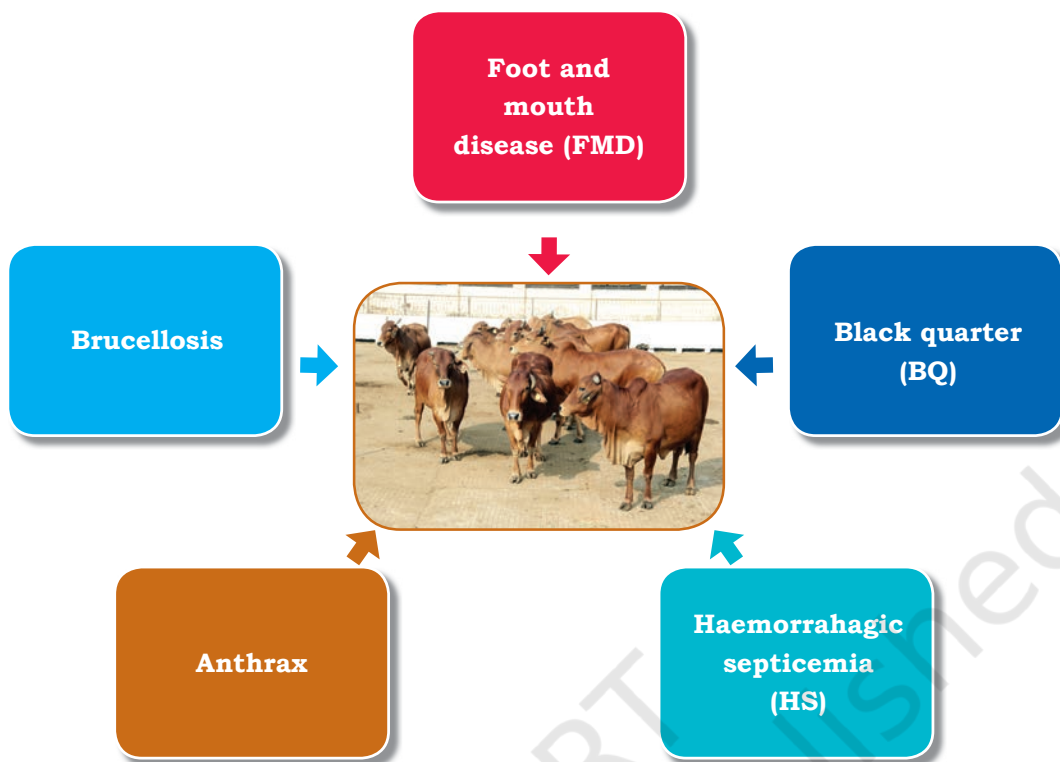 Foot and
mouth
disease (FMD)
Brucellosis
Black quarter
(BQ)
Anthrax
Haemorrahagic
septicemia
(HS)